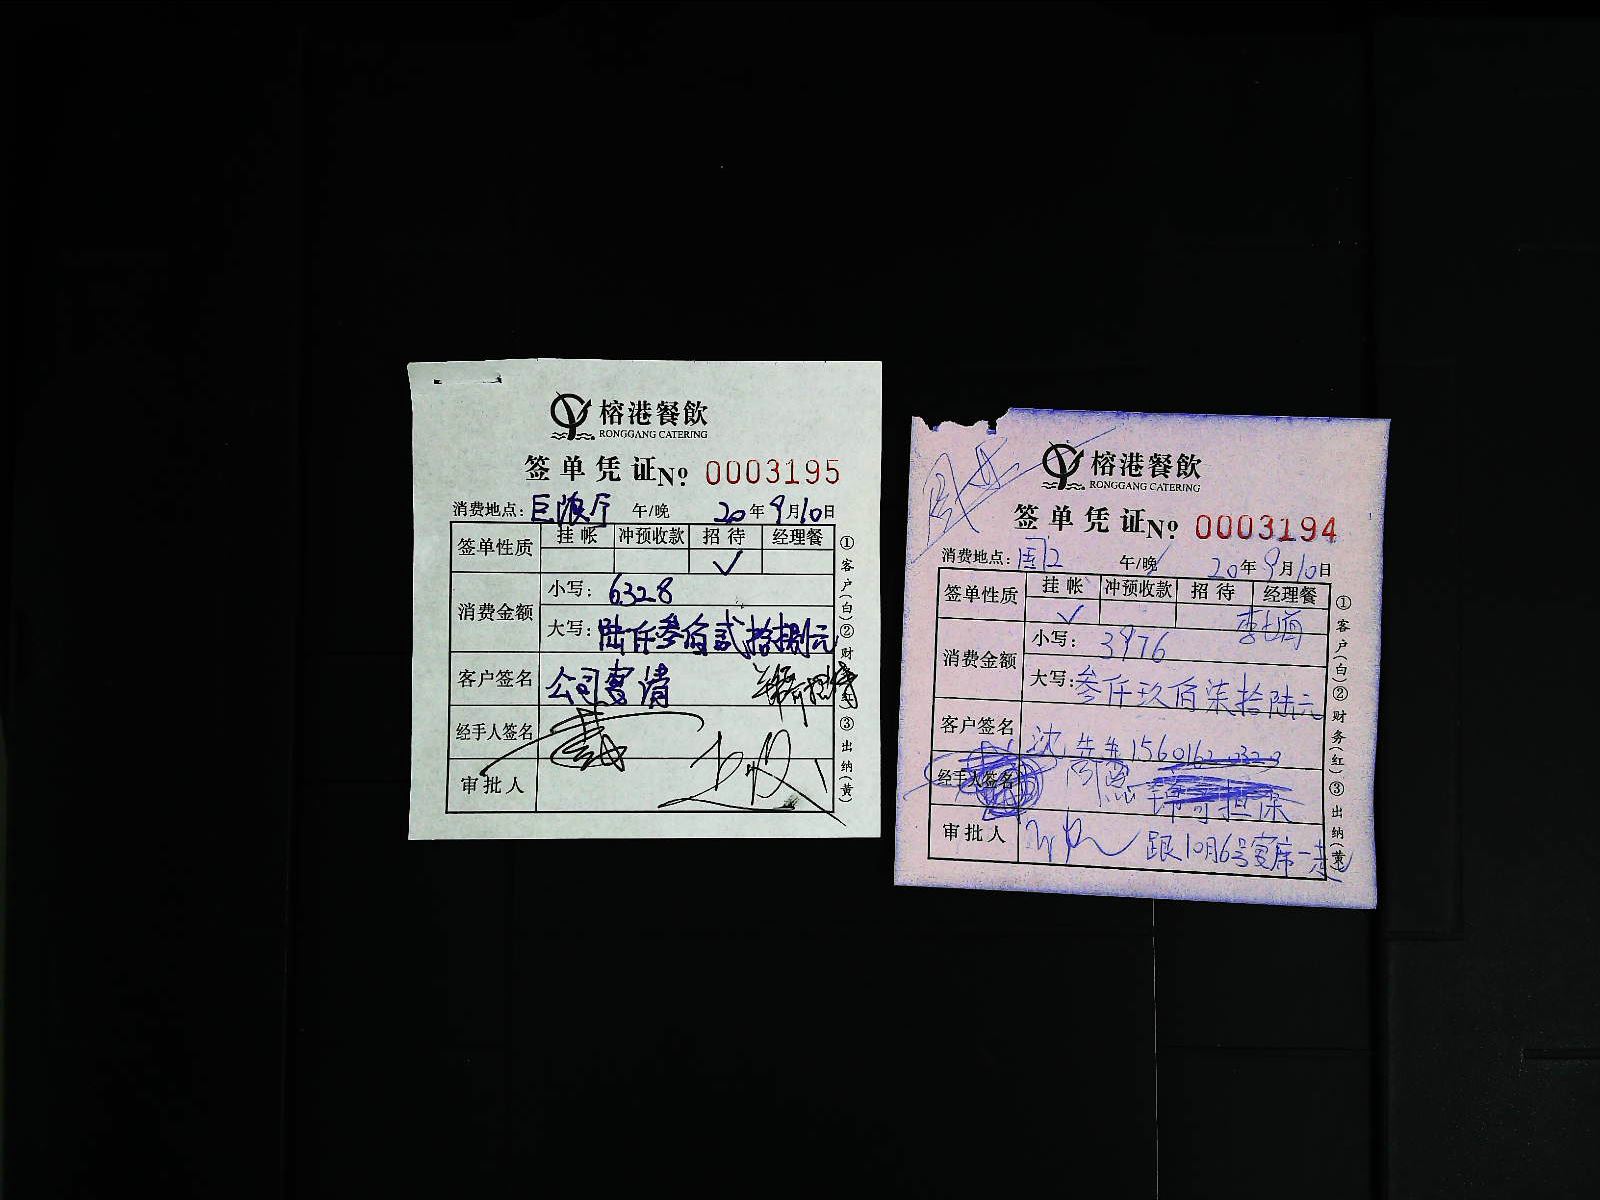 榕港餐飲
RONGGANG CATERING
签单凭证№ 0003195
消费地点：巨浪厅 午/晚 20年9月10日
签单性质 挂帐 冲预收款 招待 经理餐
✓
消费金额 小写：6328
大写：陆仟叁佰贰拾捌元
客户签名 公司宴请
经手人签名
审批人
①客户(白)②财务(红)③出纳(黄)
榕港餐飲
RONGGANG CATERING
签单凭证№ 0003194
消费地点：国12 午/晚 20年9月10日
签单性质 挂帐 冲预收款 招待 经理餐
✓
消费金额 小写：3976
大写：叁仟玖佰柒拾陆元
客户签名 沈先生
经手人签名 担保
审批人 跟10月6号宴席一起
①客户(白)②财务(红)③出纳(黄)